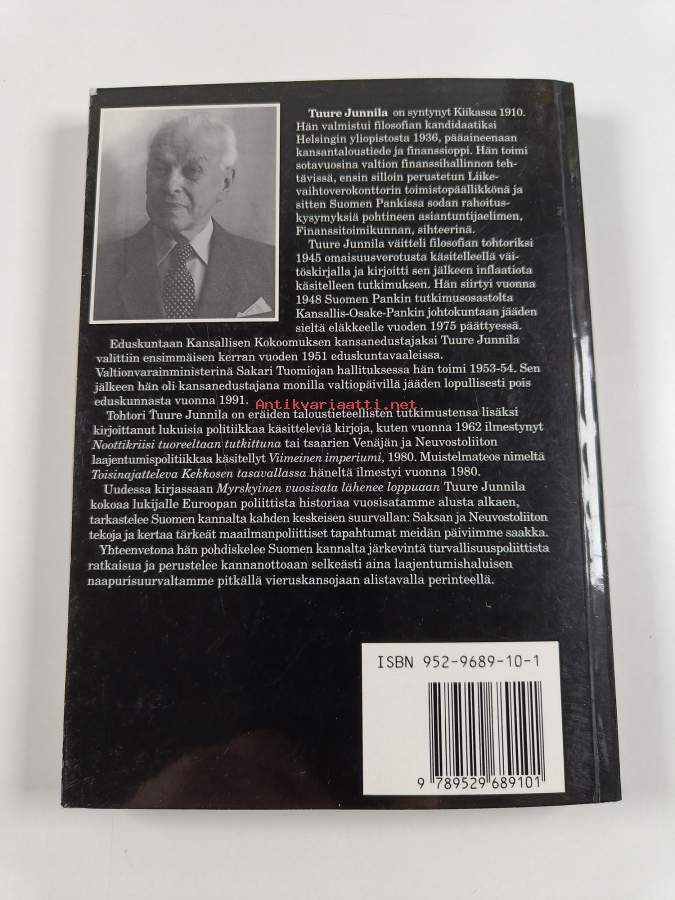 Tuure Junnila on syntynyt Kiikassa 1910.
Hän valmistui filosofian kandidaatiksi
Helsingin yliopistosta 1936, pääaineenaan
kansantaloustiede ja finanssioppi. Hän toimi
sotavuosina valtion finanssihallinnon teh-
tävissä, ensin silloin perustetun Liike-
vaihtoverokonttorin toimistopäällikkönä ja
sitten Suomen Pankissa sodan rahoitus-
kysymyksiä pohtineen asiantuntijaelimen,
Finanssitoimikunnan, sihteerinä.
Tuure Junnila väitteli filosofian tohtoriksi
1945 omaisuusverotusta käsitelleellä väi-
töskirjalla ja kirjoitti sen jälkeen inflaatiota
käsitelleen tutkimuksen. Hän siirtyi vuonna
1948 Suomen Pankin tutkimusosastolta
Kansallis-Osake-Pankin johtokuntaan jääden
sieltä eläkkeelle vuoden 1975 päättyessä.
Eduskuntaan Kansallisen Kokoomuksen kansanedustajaksi Tuure Junnila
valittiin ensimmäisen kerran vuoden 1951 eduskuntavaaleissa.
Valtionvarainministerinä Sakari Tuomiojan hallituksessa hän toimi 1953-54. Sen
jälkeen hän oli kansanedustajana monilla valtiopäivillä jääden lopullisesti pois
eduskunnasta vuonna 1991.
Antikvariaatti.net
Tohtori Tuure Junnila on eräiden taloustieteellisten tutkimustensa lisäksi
kirjoittanut lukuisia politiikkaa käsitteleviä kirjoja, kuten vuonna 1962 ilmestynyt
Noottikriisi tuoreeltaan tutkittuna tai tsaarien Venäjän ja Neuvostoliiton
laajentumispolitiikkaa käsitellyt Viimeinen imperiumi, 1980. Muistelmateos nimeltä
Toisinajatteleva Kekkosen tasavallassa häneltä ilmestyi vuonna 1980.
Uudessa kirjassaan Myrskyinen vuosisata lähenee loppuaan Tuure Junnila
kokoaa lukijalle Euroopan poliittista historiaa vuosisatamme alusta alkaen,
tarkastelee Suomen kannalta kahden keskeisen suurvallan: Saksan ja Neuvostoliiton
tekoja ja kertaa tärkeät maailmanpoliittiset tapahtumat meidän päiviimme saakka.
Yhteenvetona hän pohdiskelee Suomen kannalta järkevintä turvallisuuspoliittista
ratkaisua ja perustelee kannanottoaan selkeästi aina laajentumishaluisen
naapurisuurvaltamme pitkällä vieruskansojaan alistavalla perinteellä.
ISBN 952-9689-10-1
9 789529 689101